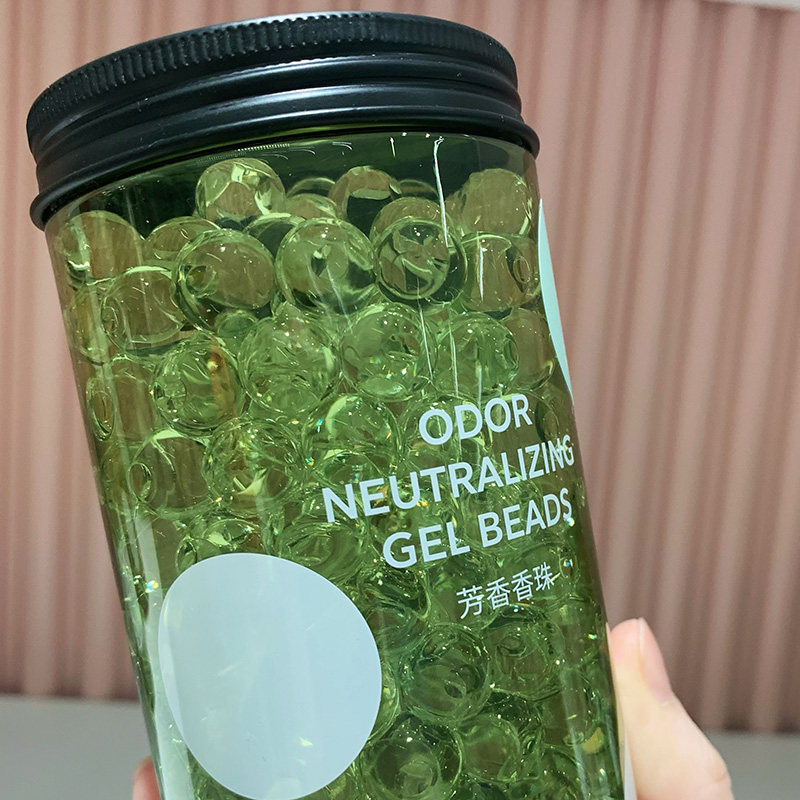 ODOR
NEUTRALIZING
GEL BEADS
芳香香珠